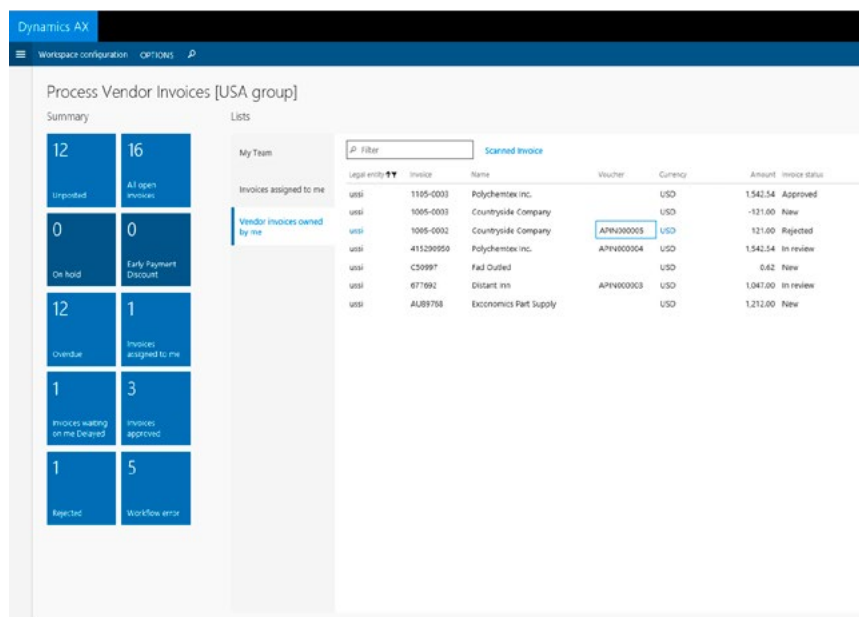 Dynamics AX
Workspace configuration OPTIONS
Process Vendor Invoices [USA group]
Summary
12
Unposted
16
All open
invoices
0
On hold
0
Early Payment
Discount
12
Overdue
1
Invoices
assigned to me
1
Invoices waiting
on me Delayed
3
Invoices
approved
1
Rejected
5
Workflow error
Lists
My Team
Invoices assigned to me
Vendor invoices owned
by me
Filter
Scanned Invoice
Legal entity Invoice Name Voucher Currency Amount Invoice status
ussi 1105-0003 Polychemtex Inc. USD 1,542.54 Approved
ussi 1005-0003 Countryside Company USD -121.00 New
ussi 1005-0002 Countryside Company APIN000005 USD 121.00 Rejected
ussi 415290950 Polychemtex Inc. APIN000004 USD 1,542.54 In review
ussi C50997 Fad Outled USD 0.62 New
ussi 677692 Distant Inn APIN000003 USD 1,047.00 In review
ussi AU89768 Exconomics Part Supply USD 1,212.00 New